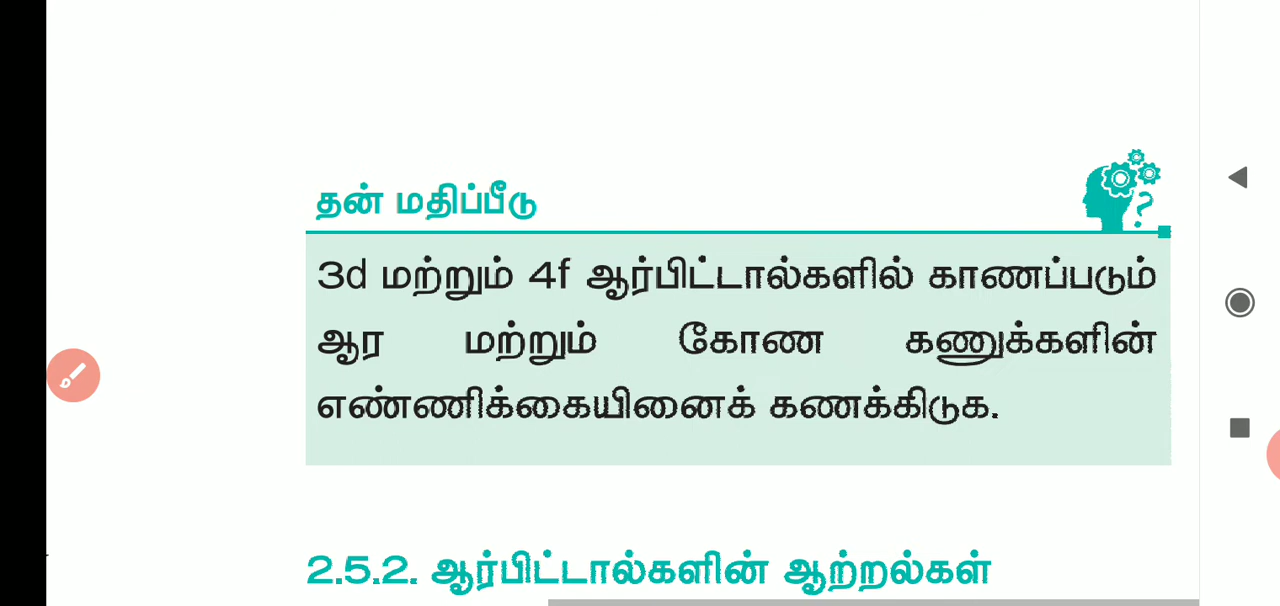 தன் மதிப்பீடு
?
3d மற்றும் 4f ஆர்பிட்டால்களில் காணப்படும்
ஆர மற்றும் கோண கணுக்களின்
எண்ணிக்கையினைக் கணக்கிடுக.
2.5.2. ஆர்பிட்டால்களின் ஆற்றல்கள்